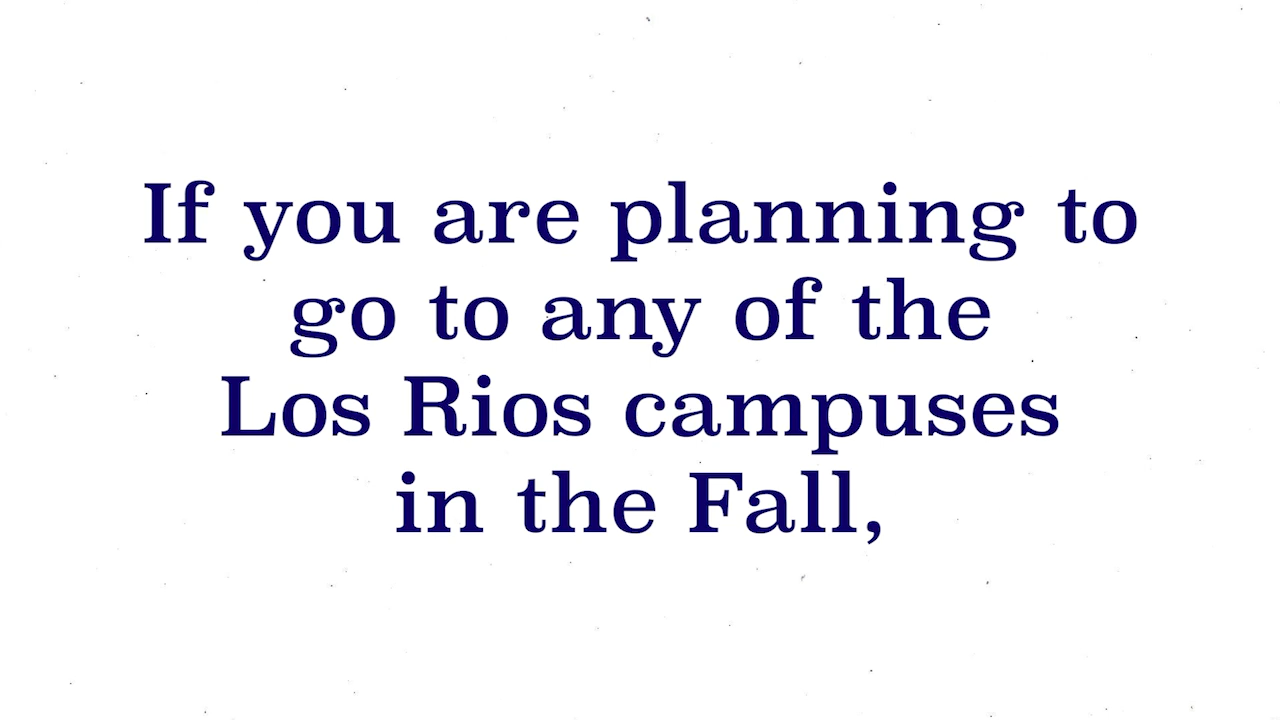 If you are planning to
go to any of the
Los Rios campuses
in the Fall,